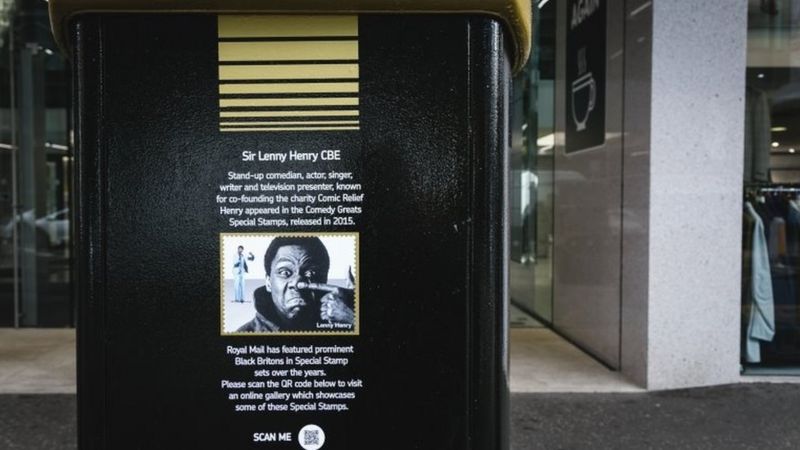 AGAIN
Sir Lenny Henry CBE
Stand-up comedian, actor, singer,
writer and television presenter, known
for co-founding the charity Comic Relief
Henry appeared in the Comedy Greats
Special Stamps, released in 2015.
Lenny Henry
Royal Mail has featured prominent
Black Britons in Special Stamp
sets over the years.
Please scan the QR code below to visit
an online gallery which showcases
some of these Special Stamps.
SCAN ME